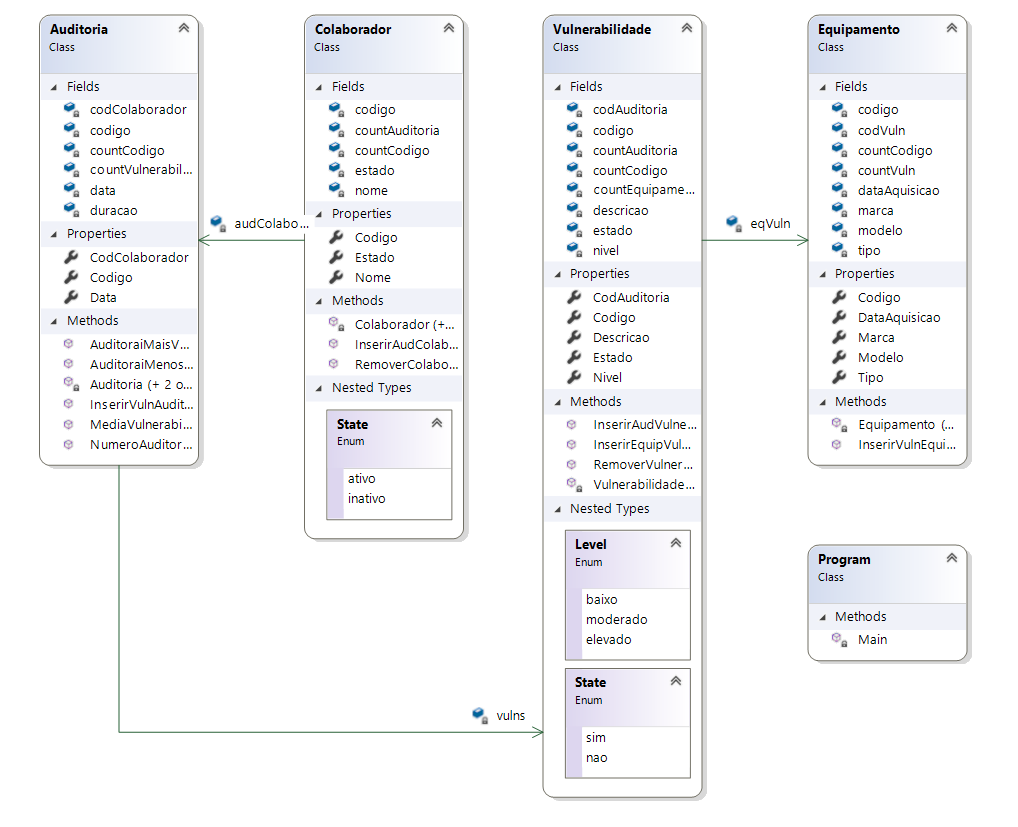 Auditoria
Class
Fields
codColaborador
codigo
countCodigo
countVulnerabil...
data
duracao
Properties
CodColaborador
Codigo
Data
Methods
AuditoraiMaisV...
AuditoraiMenos...
Auditoria (+ 2 o...
InserirVulnAudit...
MediaVulnerabi...
NumeroAuditor...
audColabo...
Colaborador
Class
Fields
codigo
countAuditoria
countCodigo
estado
nome
Properties
Codigo
Estado
Nome
Methods
Colaborador (+...
InserirAudColab...
RemoverColabo...
Nested Types
State
Enum
ativo
inativo
vulns
Vulnerabilidade
Class
Fields
codAuditoria
codigo
countAuditoria
countCodigo
countEquipame...
descricao
estado
nivel
Properties
CodAuditoria
Codigo
Descricao
Estado
Nivel
Methods
InserirAudVulne...
InserirEquipVul...
RemoverVulner...
Vulnerabilidade...
Nested Types
Level
Enum
baixo
moderado
elevado
State
Enum
sim
nao
eqVuln
Equipamento
Class
Fields
codigo
codVuln
countCodigo
countVuln
dataAquisicao
marca
modelo
tipo
Properties
Codigo
DataAquisicao
Marca
Modelo
Tipo
Methods
Equipamento (...
InserirVulnEqui...
Program
Class
Methods
Main